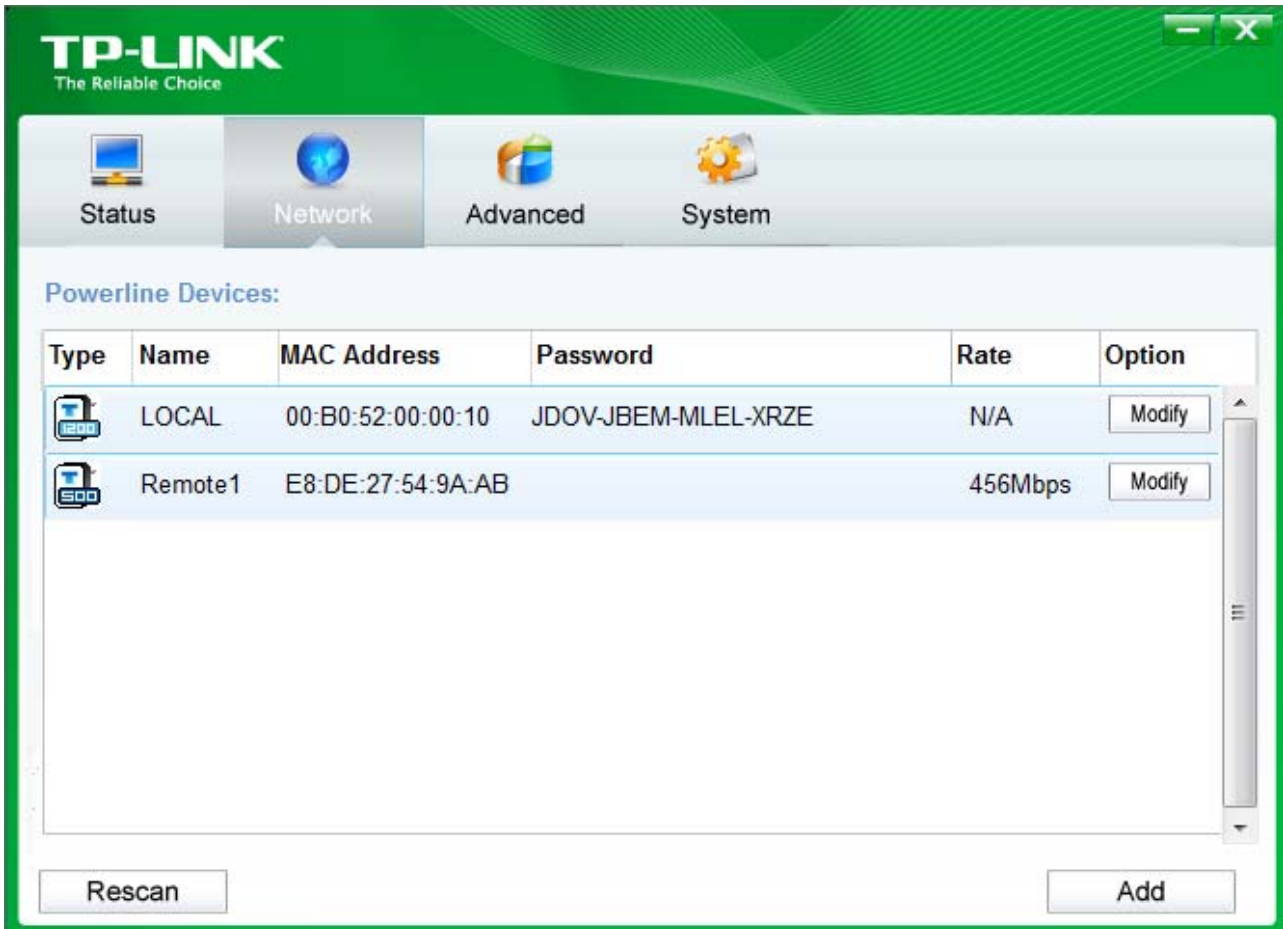 TP-LINK
The Reliable Choice
Status Network Advanced System
Powerline Devices:
Type Name MAC Address Password Rate Option
T 1200 LOCAL 00:B0:52:00:00:10 JDOV-JBEM-MLEL-XRZE N/A Modify
T 500 Remote1 E8:DE:27:54:9A:AB 456Mbps Modify
Rescan Add